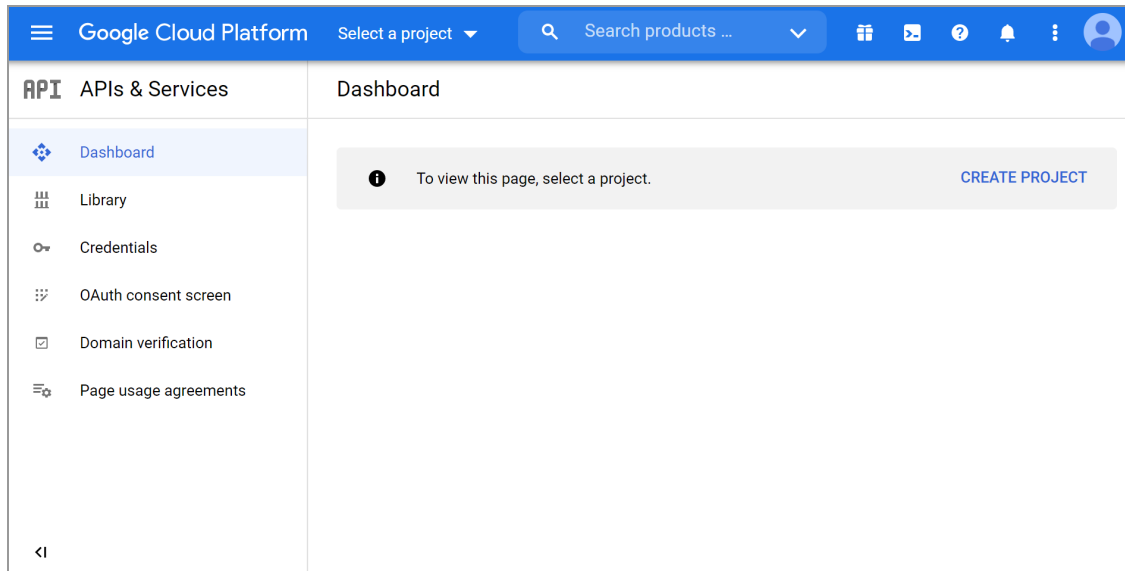 Google Cloud Platform
Select a project
Search products ...
API APIs & Services
Dashboard
Dashboard
Library
Credentials
OAuth consent screen
Domain verification
Page usage agreements
To view this page, select a project.
CREATE PROJECT